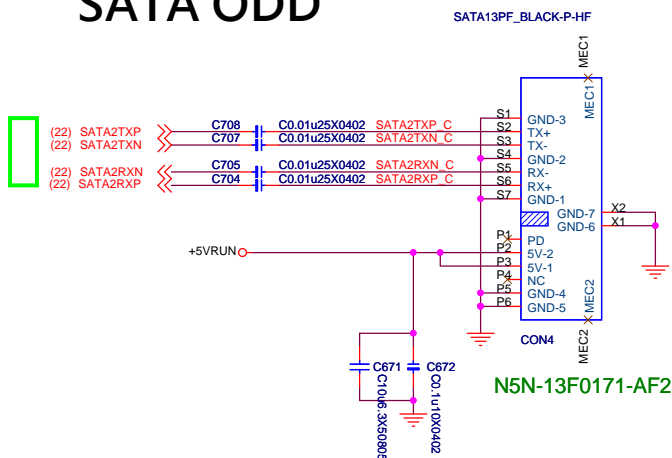 SATA ODD
SATA13PF_BLACK-P-HF
MEC1
MEC1
(22) SATA2TXP
C708
C0.01u25X0402
SATA2TXP_C
(22) SATA2TXN
C707
C0.01u25X0402
SATA2TXN_C
(22) SATA2RXN
C705
C0.01u25X0402
SATA2RXN_C
(22) SATA2RXP
C704
C0.01u25X0402
SATA2RXP_C
S1 GND-3
S2 TX+
S3 TX-
S4 GND-2
S5 RX-
S6 RX+
S7 GND-1
GND-7 X2
GND-6 X1
P1 PD
P2 5V-2
P3 5V-1
P4 NC
P5 GND-4
P6 GND-5
+5VRUN
MEC2
MEC2
CON4
C671
C10u6.3X50805
C672
C0.1u10X0402
N5N-13F0171-AF2